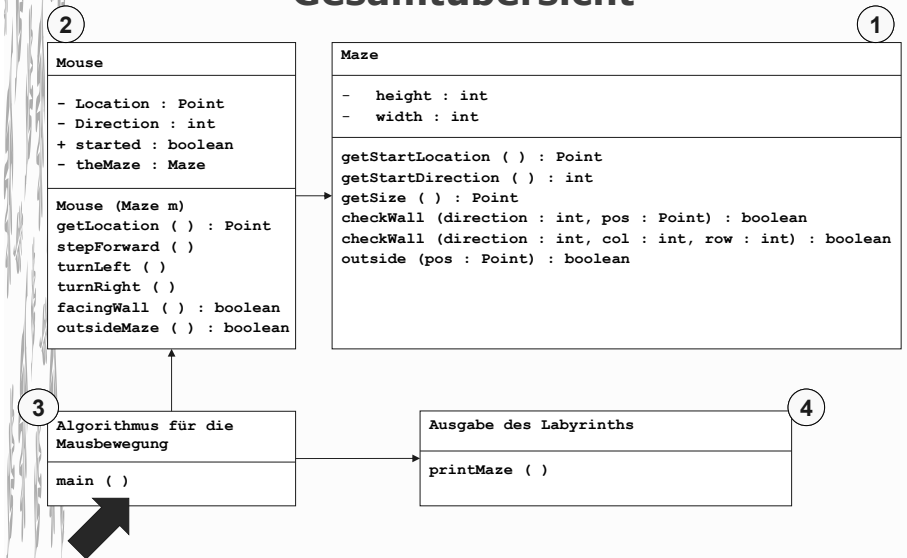 Gesamtübersicht
2
Mouse
- Location : Point
- Direction : int
+ started : boolean
- theMaze : Maze
Mouse (Maze m)
getLocation ( ) : Point
stepForward ( )
turnLeft ( )
turnRight ( )
facingWall ( ) : boolean
outsideMaze ( ) : boolean
1
Maze
- height : int
- width : int
getStartLocation ( ) : Point
getStartDirection ( ) : int
getSize ( ) : Point
checkWall (direction : int, pos : Point) : boolean
checkWall (direction : int, col : int, row : int) : boolean
outside (pos : Point) : boolean
3
Algorithmus für die
Mausbewegung
main ( )
4
Ausgabe des Labyrinths
printMaze ( )